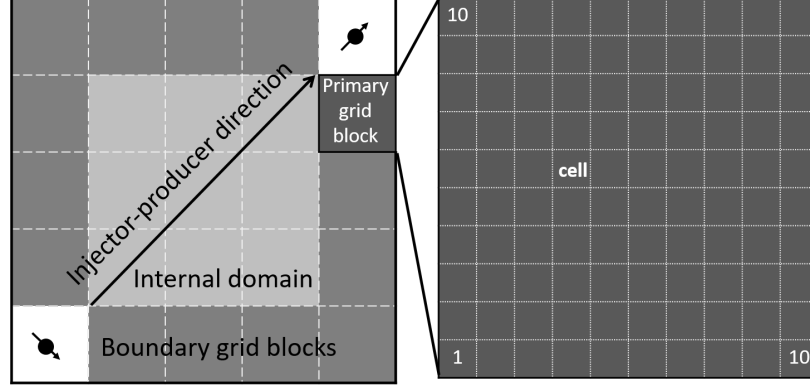 Injector-producer direction
Primary
grid
block
Internal domain
Boundary grid blocks
10
cell
1
10